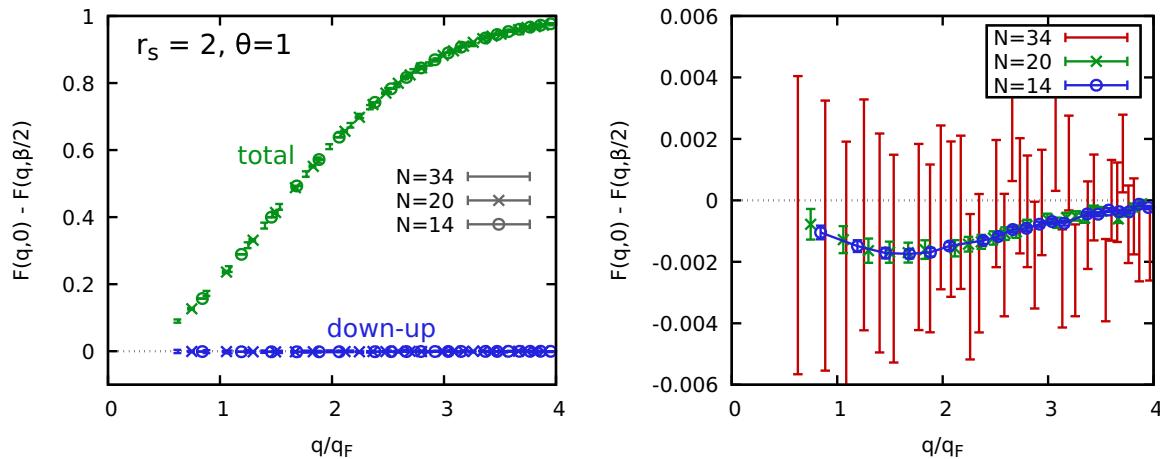 F(q,0) - F(q,β/2)
1
0.8
0.6
0.4
0.2
0
r_s = 2, θ=1
total
N=34
N=20
N=14
down-up
0
1
2
3
4
q/q_F
F(q,0) - F(q,β/2)
0.006
0.004
0.002
0
-0.002
-0.004
-0.006
N=34
N=20
N=14
0
1
2
3
4
q/q_F